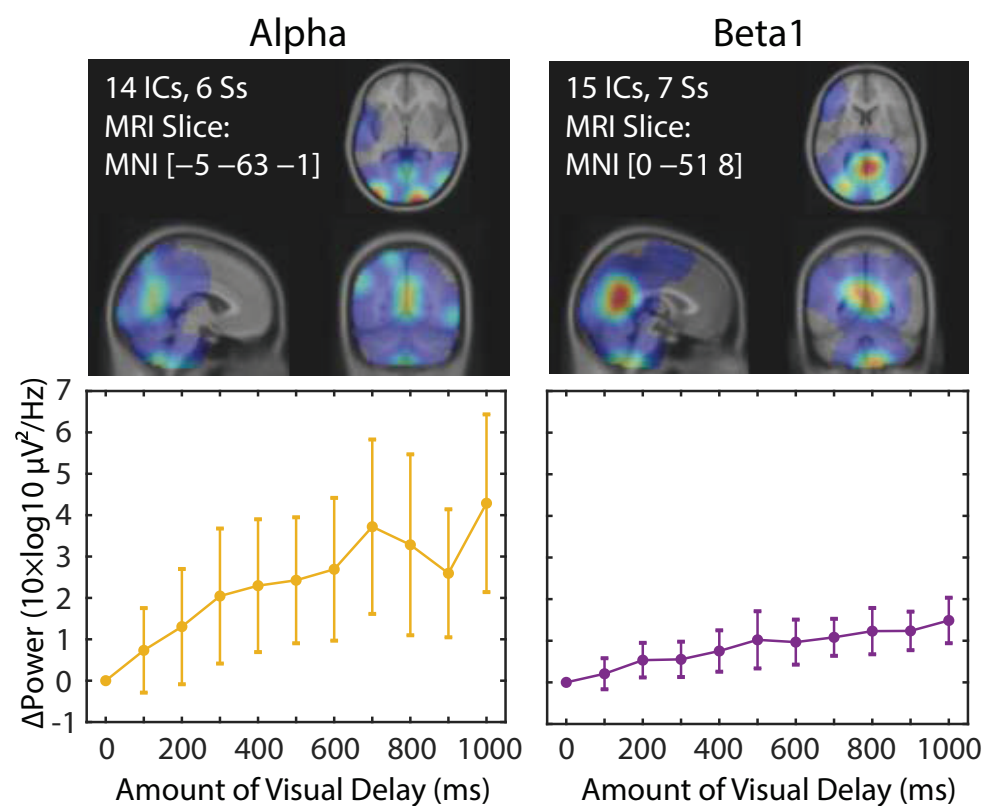 Alpha
Beta1
14 ICs, 6 Ss
MRI Slice:
MNI [−5 −63 −1]
15 ICs, 7 Ss
MRI Slice:
MNI [0 −51 8]
ΔPower (10×log10 μV²/Hz)
7
6
5
4
3
2
1
0
-1
0 200 400 600 800 1000
0 200 400 600 800 1000
Amount of Visual Delay (ms)
Amount of Visual Delay (ms)